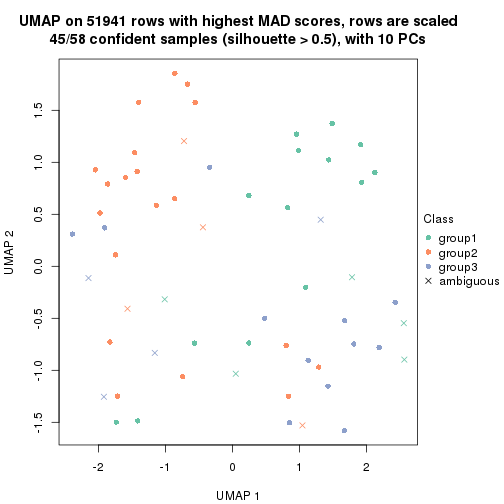 UMAP on 51941 rows with highest MAD scores, rows are scaled
45/58 confident samples (silhouette > 0.5), with 10 PCs
1.5
1.0
0.5
0.0
-0.5
-1.0
-1.5
UMAP 2
-2
-1
0
1
2
UMAP 1
Class
group1
group2
group3
ambiguous